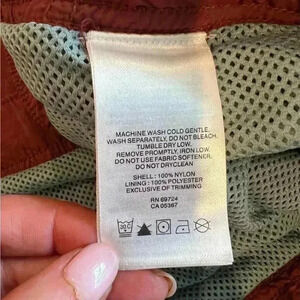 MACHINE WASH COLD GENTLE,
WASH SEPARATELY, DO NOT BLEACH.
TUMBLE DRY LOW.
REMOVE PROMPTLY, IRON LOW.
DO NOT USE FABRIC SOFTENER.
DO NOT DRYCLEAN
SHELL : 100% NYLON
LINING : 100% POLYESTER
EXCLUSIVE OF TRIMMING
RN 69724
CA 05367